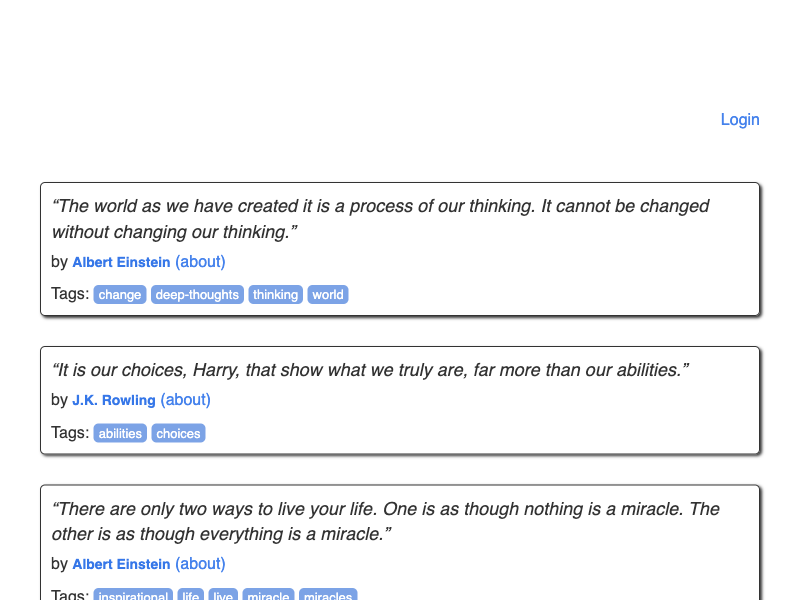 Login
“The world as we have created it is a process of our thinking. It cannot be changed
without changing our thinking.”
by Albert Einstein (about)
Tags: change deep-thoughts thinking world
“It is our choices, Harry, that show what we truly are, far more than our abilities.”
by J.K. Rowling (about)
Tags: abilities choices
“There are only two ways to live your life. One is as though nothing is a miracle. The
other is as though everything is a miracle.”
by Albert Einstein (about)
Tags: inspirational life live miracle miracles